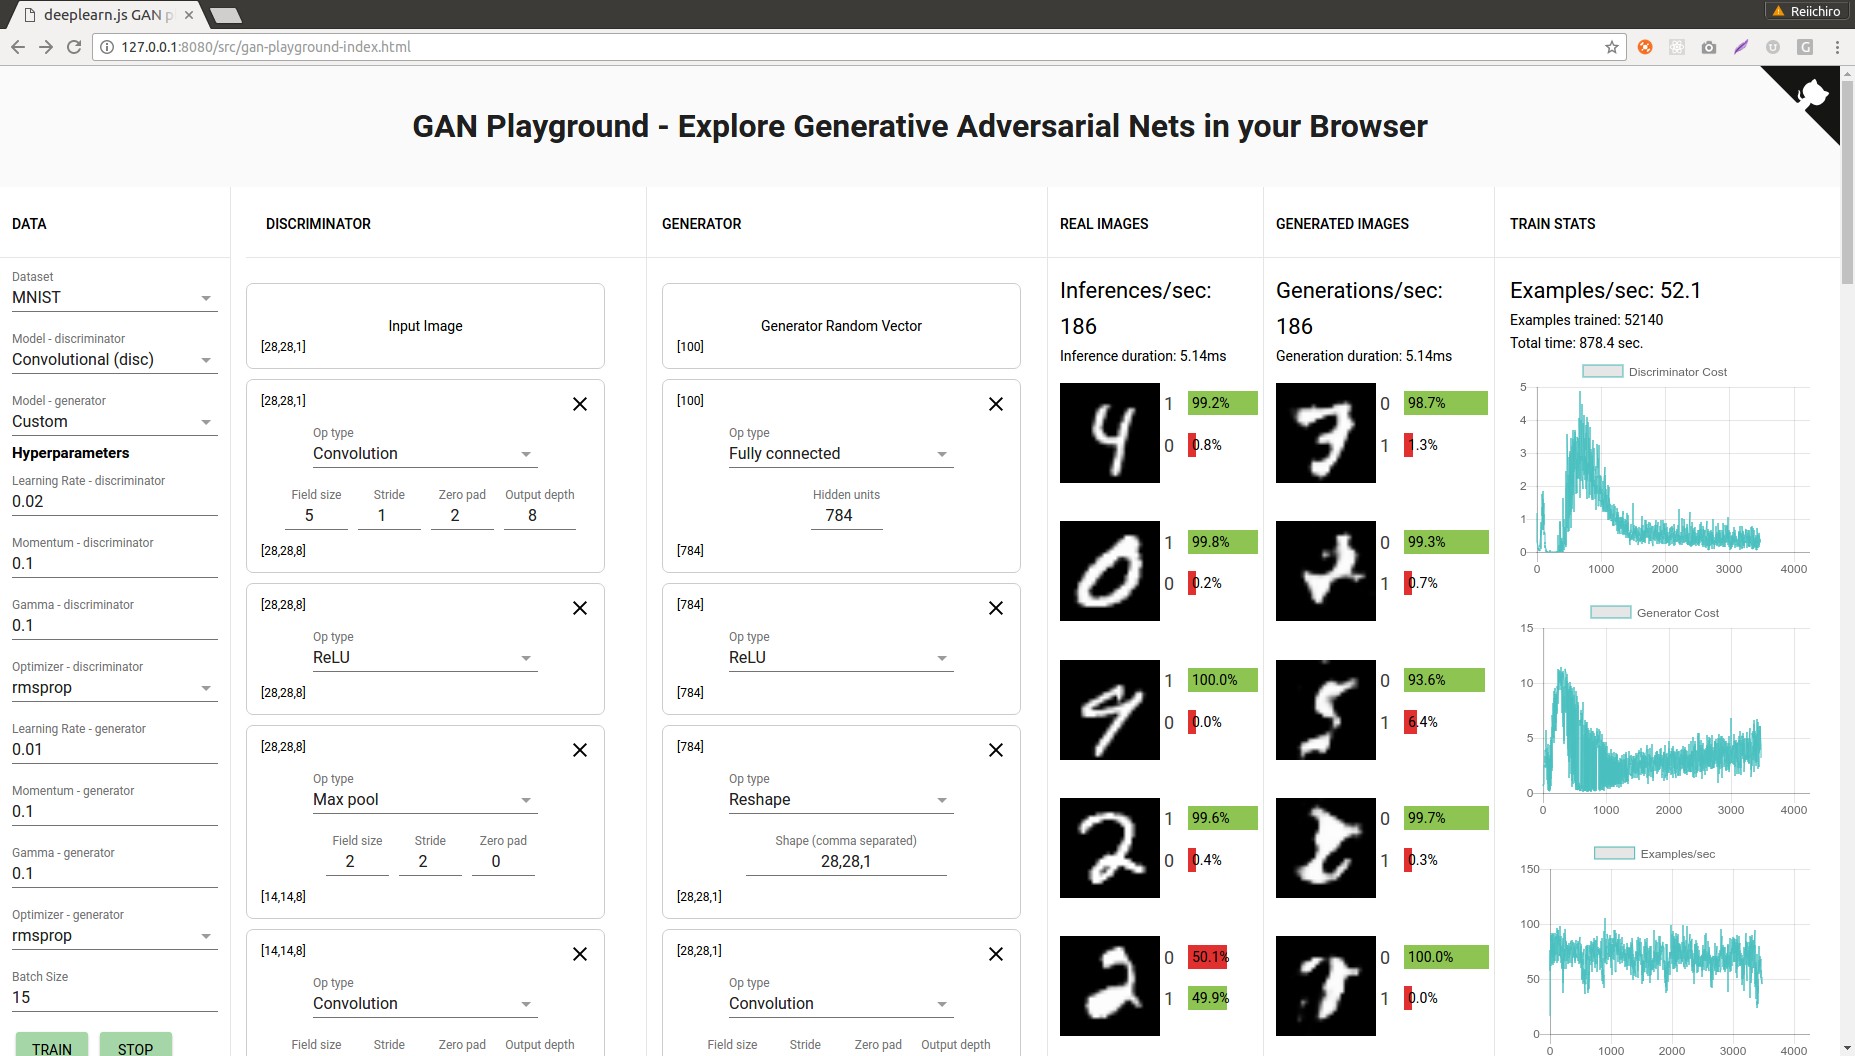 deeplearn.js GAN p
Reiichiro
127.0.0.1:8080/src/gan-playground-index.html
GAN Playground - Explore Generative Adversarial Nets in your Browser
DATA
Dataset
MNIST
Model - discriminator
Convolutional (disc)
Model - generator
Custom
Hyperparameters
Learning Rate - discriminator
0.02
Momentum - discriminator
0.1
Gamma - discriminator
0.1
Optimizer - discriminator
rmsprop
Learning Rate - generator
0.01
Momentum - generator
0.1
Gamma - generator
0.1
Optimizer - generator
rmsprop
Batch Size
15
TRAIN STOP
DISCRIMINATOR
Input Image
[28,28,1]
[28,28,1]
Op type
Convolution
Field size Stride Zero pad Output depth
5 1 2 8
[28,28,8]
[28,28,8]
Op type
ReLU
[28,28,8]
[28,28,8]
Op type
Max pool
Field size Stride Zero pad
2 2 0
[14,14,8]
[14,14,8]
Op type
Convolution
Field size Stride Zero pad Output depth
GENERATOR
Generator Random Vector
[100]
[100]
Op type
Fully connected
Hidden units
784
[784]
[784]
Op type
ReLU
[784]
[784]
Op type
Reshape
Shape (comma separated)
28,28,1
[28,28,1]
[28,28,1]
Op type
Convolution
Field size Stride Zero pad Output depth
REAL IMAGES
Inferences/sec:
186
Inference duration: 5.14ms
4
1 99.2%
0 0.8%
0
1 99.8%
0 0.2%
9
1 100.0%
0 0.0%
2
1 99.6%
0 0.4%
2
0 50.1%
1 49.9%
GENERATED IMAGES
Generations/sec:
186
Generation duration: 5.14ms
0 98.7%
1 1.3%
0 99.3%
1 0.7%
0 93.6%
1 6.4%
0 99.7%
1 0.3%
0 100.0%
1 0.0%
TRAIN STATS
Examples/sec: 52.1
Examples trained: 52140
Total time: 878.4 sec.
Discriminator Cost
5
4
3
2
1
0
0 1000 2000 3000 4000
Generator Cost
15
10
5
0
0 1000 2000 3000 4000
Examples/sec
150
100
50
0
0 1000 2000 3000 4000